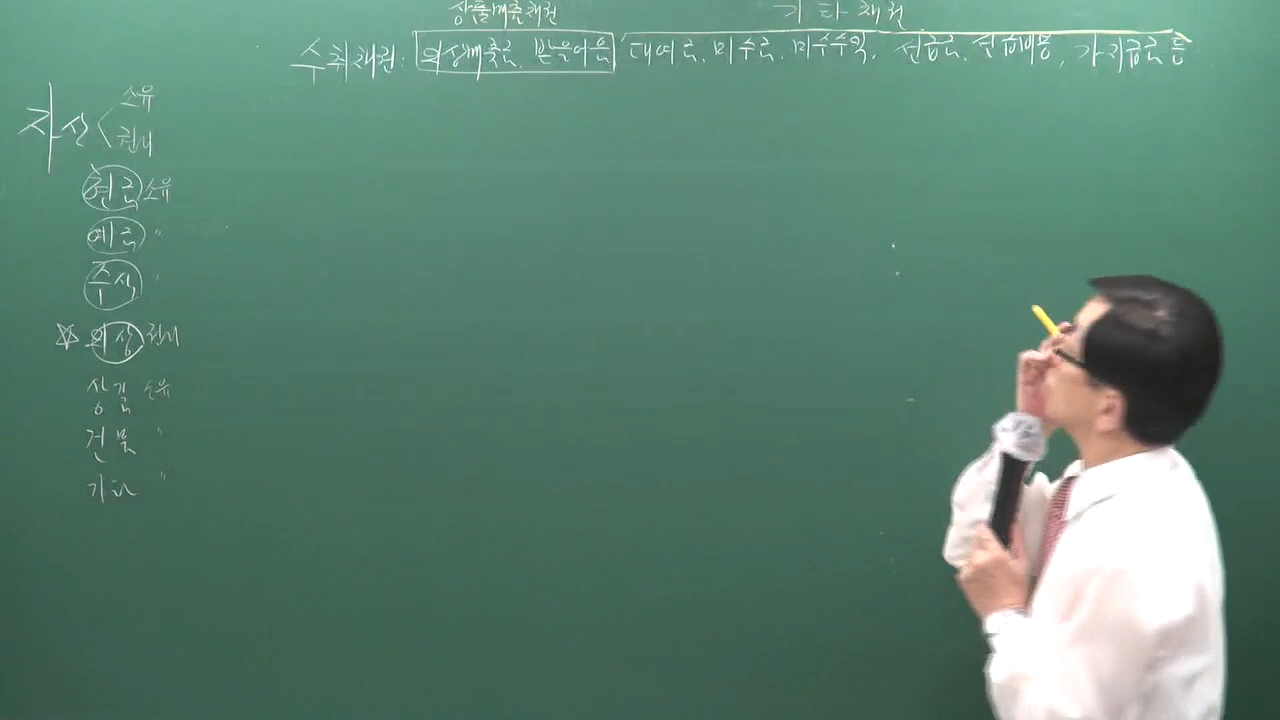 상품매출채권 기타채권
수취채권: 외상매출금, 받을어음 대여금, 미수금, 미수수익, 선급금, 선급비용, 가지급금 등
자산 소유
권리
현금 소유
예금 〃
주식 〃
☆ 외상 권리
상품 소유
건물 〃
기타 〃